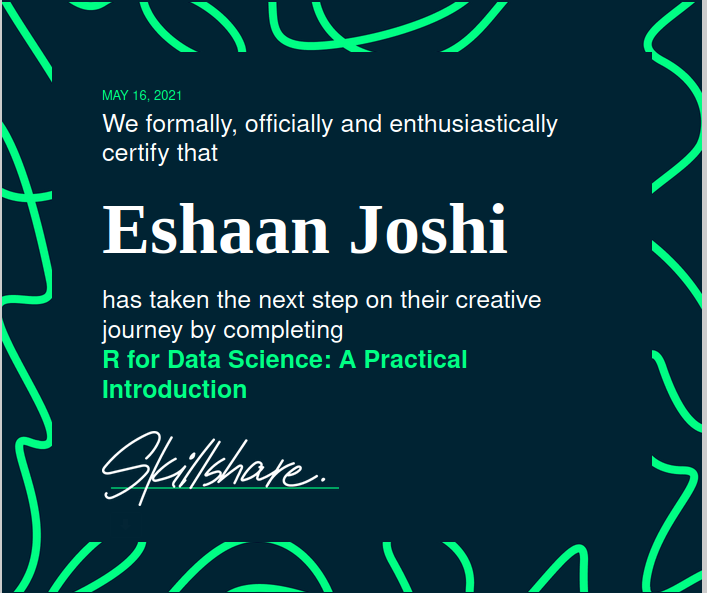 MAY 16, 2021
We formally, officially and enthusiastically
certify that
Eshaan Joshi
has taken the next step on their creative
journey by completing
R for Data Science: A Practical
Introduction
Skillshare.